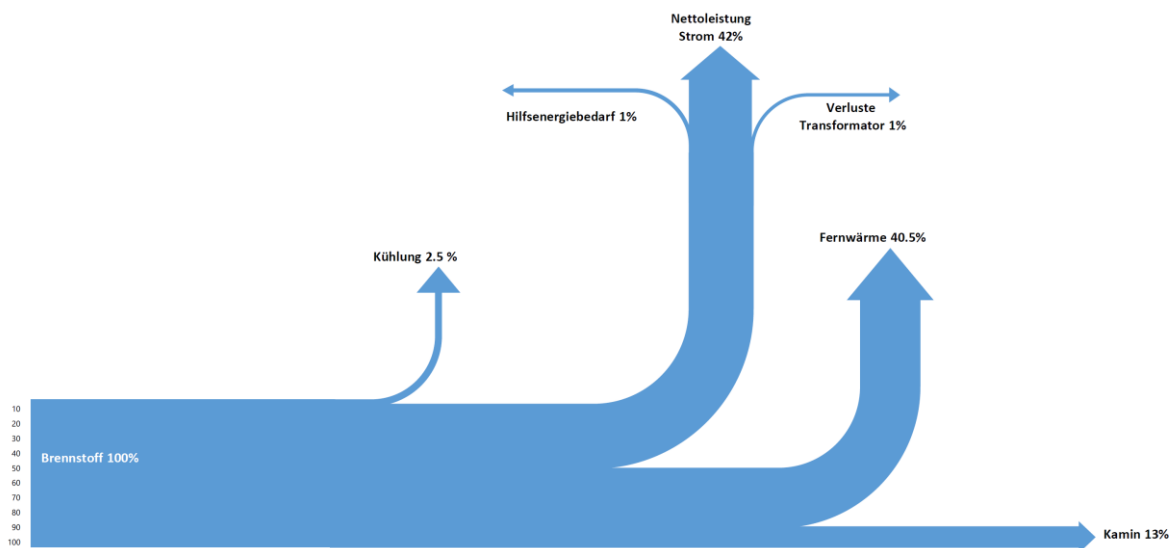 Nettoleistung
Strom 42%
Hilfsenergiebedarf 1%
Verluste
Transformator 1%
Fernwärme 40.5%
Kühlung 2.5 %
10
20
30
40
Brennstoff 100%
50
60
70
80
90
100
Kamin 13%